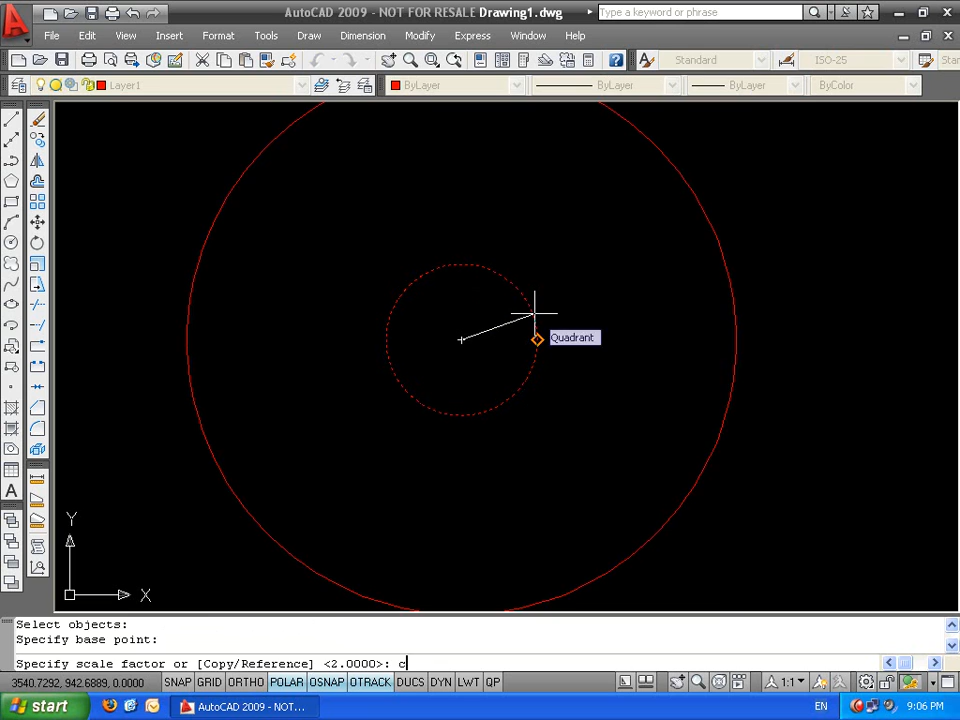 AutoCAD 2009 - NOT FOR RESALE Drawing1.dwg
Type a keyword or phrase
File Edit View Insert Format Tools Draw Dimension Modify Express Window Help
Standard ISO-25 Stan
Layer1 ByLayer ByLayer ByLayer ByColor
Quadrant
A
Y
X
Select objects:
Specify base point:
Specify scale factor or [Copy/Reference] <2.0000>: c
3540.7292, 942.6889, 0.0000 SNAP GRID ORTHO POLAR OSNAP OTRACK DUCS DYN LWT QP 1:1
start AutoCAD 2009 - NOT... EN 9:06 PM